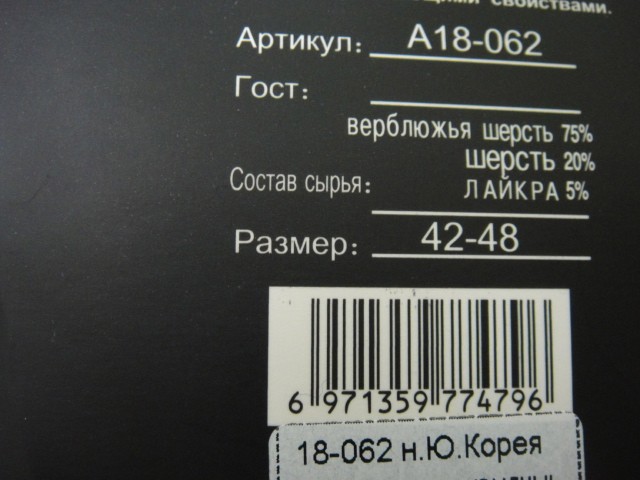 свойствами.
Артикул: А18-062
Гост:
верблюжья шерсть 75%
шерсть 20%
Состав сырья: ЛАЙКРА 5%
Размер: 42-48
6 971359 774796
18-062 н.Ю.Корея